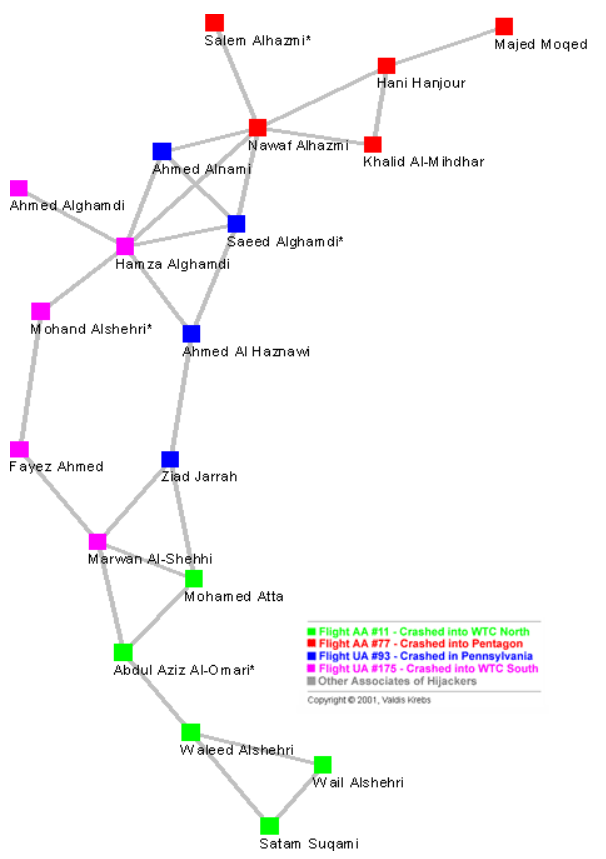 Salem Alhazmi*
Majed Moqed
Hani Hanjour
Nawaf Alhazmi
Khalid Al-Mihdhar
Ahmed Alnami
Ahmed Alghamdi
Saeed Alghamdi*
Hamza Alghamdi
Mohand Alshehri*
Ahmed Al Haznawi
Fayez Ahmed
Ziad Jarrah
Marwan Al-Shehhi
Mohamed Atta
Abdul Aziz Al-Omari*
Waleed Alshehri
Wail Alshehri
Satam Suqami
Flight AA #11 - Crashed into WTC North
Flight AA #77 - Crashed into Pentagon
Flight UA #93 - Crashed in Pennsylvania
Flight UA #175 - Crashed into WTC South
Other Associates of Hijackers
Copyright © 2001, Valdis Krebs